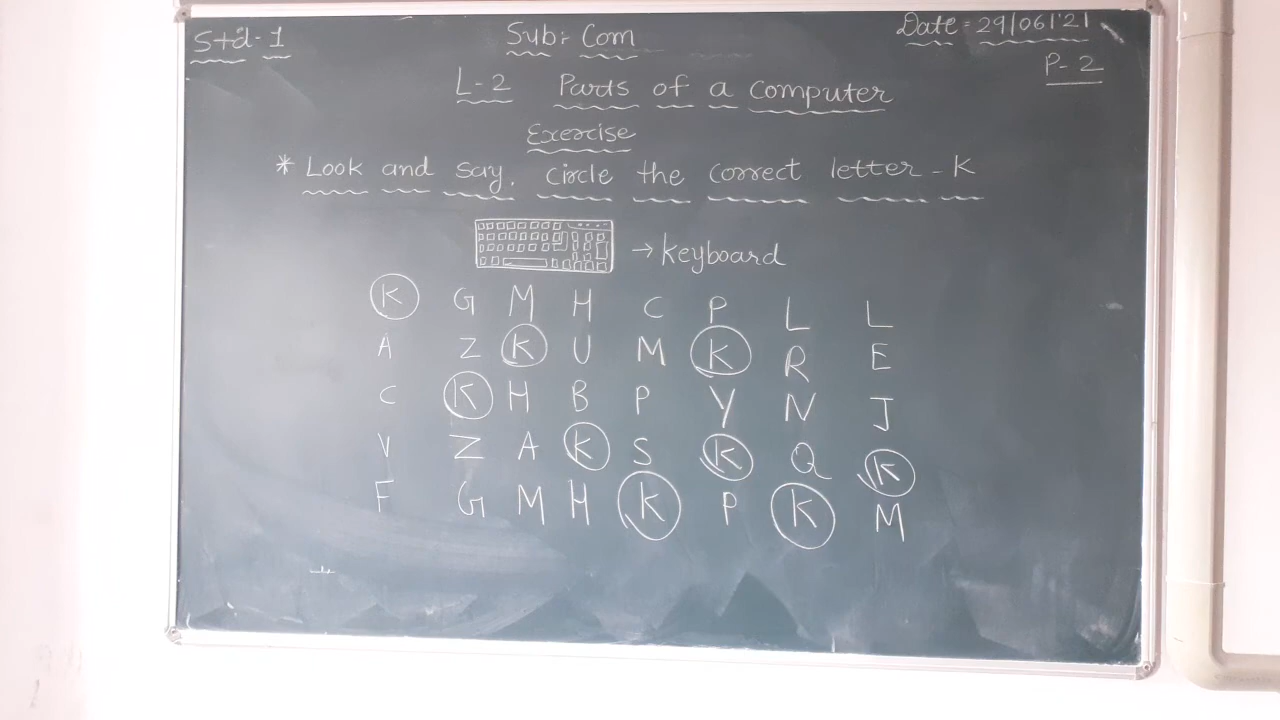 Std-1 Sub:- Com Date = 29/06/21
P-2
L-2 Parts of a computer
Exercise
* Look and say. circle the correct letter - K
→ keyboard
K G M H C P L L
A Z K U M K R E
C K H B P Y N J
V Z A K S K Q K
F G M H K P K M